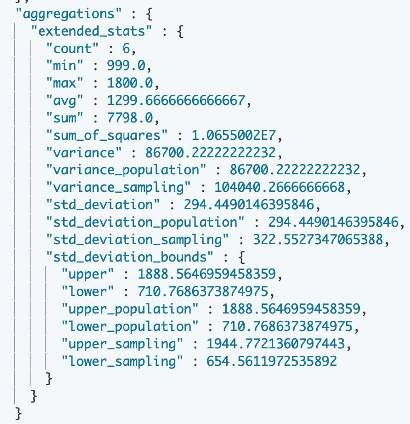 },
"aggregations" : {
"extended_stats" : {
"count" : 6,
"min" : 999.0,
"max" : 1800.0,
"avg" : 1299.6666666666667,
"sum" : 7798.0,
"sum_of_squares" : 1.0655002E7,
"variance" : 86700.22222222232,
"variance_population" : 86700.22222222232,
"variance_sampling" : 104040.2666666668,
"std_deviation" : 294.4490146395846,
"std_deviation_population" : 294.4490146395846,
"std_deviation_sampling" : 322.5527347065388,
"std_deviation_bounds" : {
"upper" : 1888.5646959458359,
"lower" : 710.7686373874975,
"upper_population" : 1888.5646959458359,
"lower_population" : 710.7686373874975,
"upper_sampling" : 1944.7721360797443,
"lower_sampling" : 654.5611972535892
}
}
}